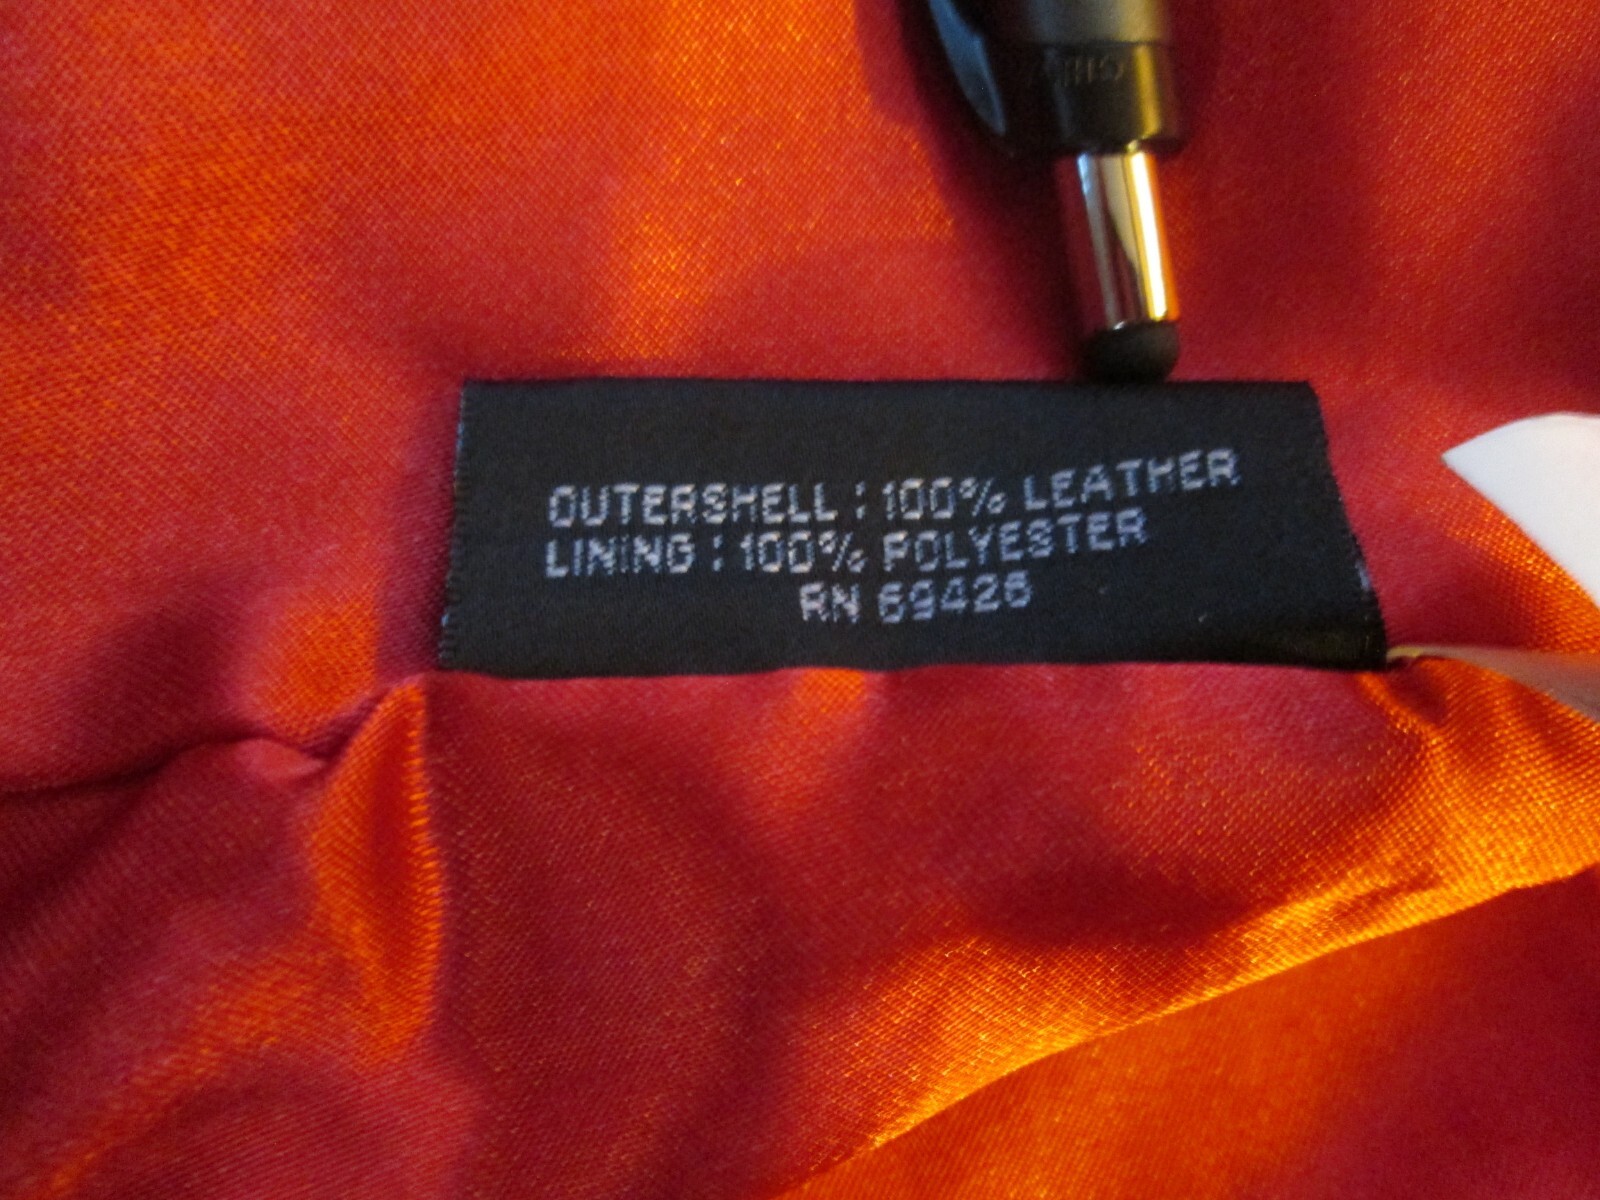 OUTERSHELL : 100% LEATHER
LINING : 100% POLYESTER
RN 69426